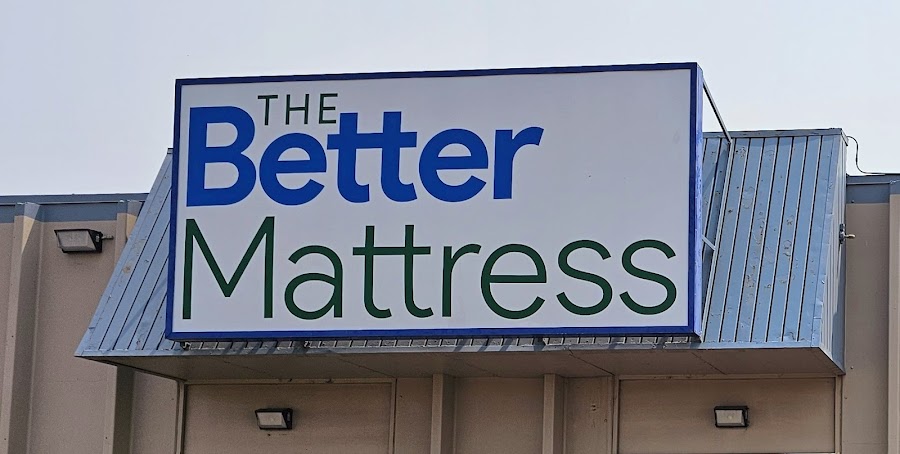 THE
Better
Mattress